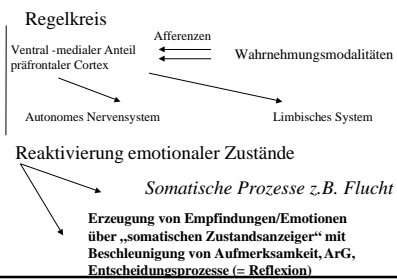 Regelkreis
Afferenzen
Ventral -medialer Anteil
präfrontaler Cortex
Wahrnehmungsmodalitäten
Autonomes Nervensystem
Limbisches System
Reaktivierung emotionaler Zustände
Somatische Prozesse z.B. Flucht
Erzeugung von Empfindungen/Emotionen
über „somatischen Zustandsanzeiger“ mit
Beschleunigung von Aufmerksamkeit, ArG,
Entscheidungsprozesse (= Reflexion)